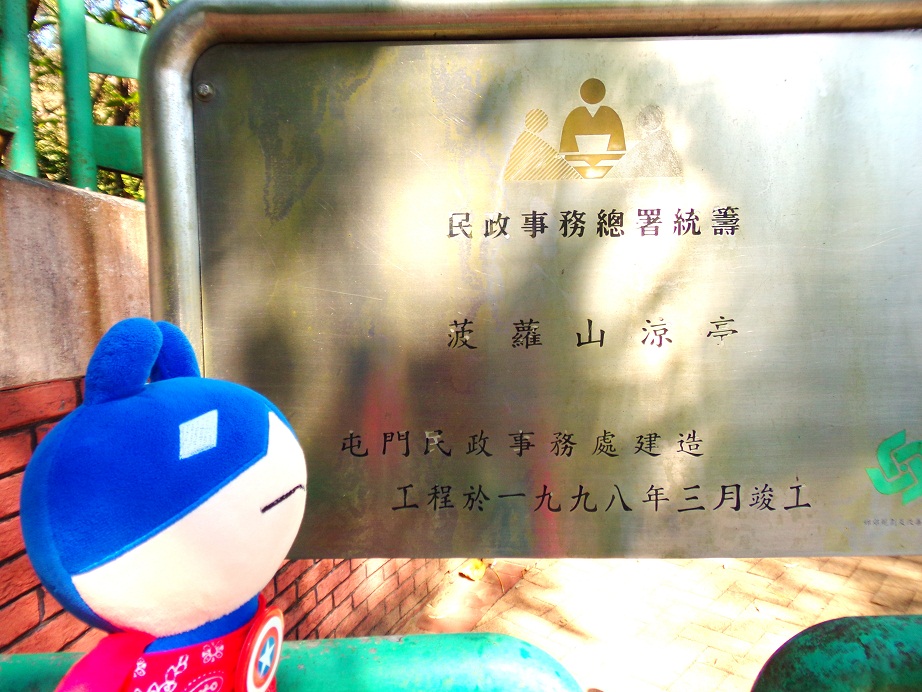 民政事務總署統籌
菠蘿山涼亭
屯門民政事務處建造
工程於一九九八年三月竣工